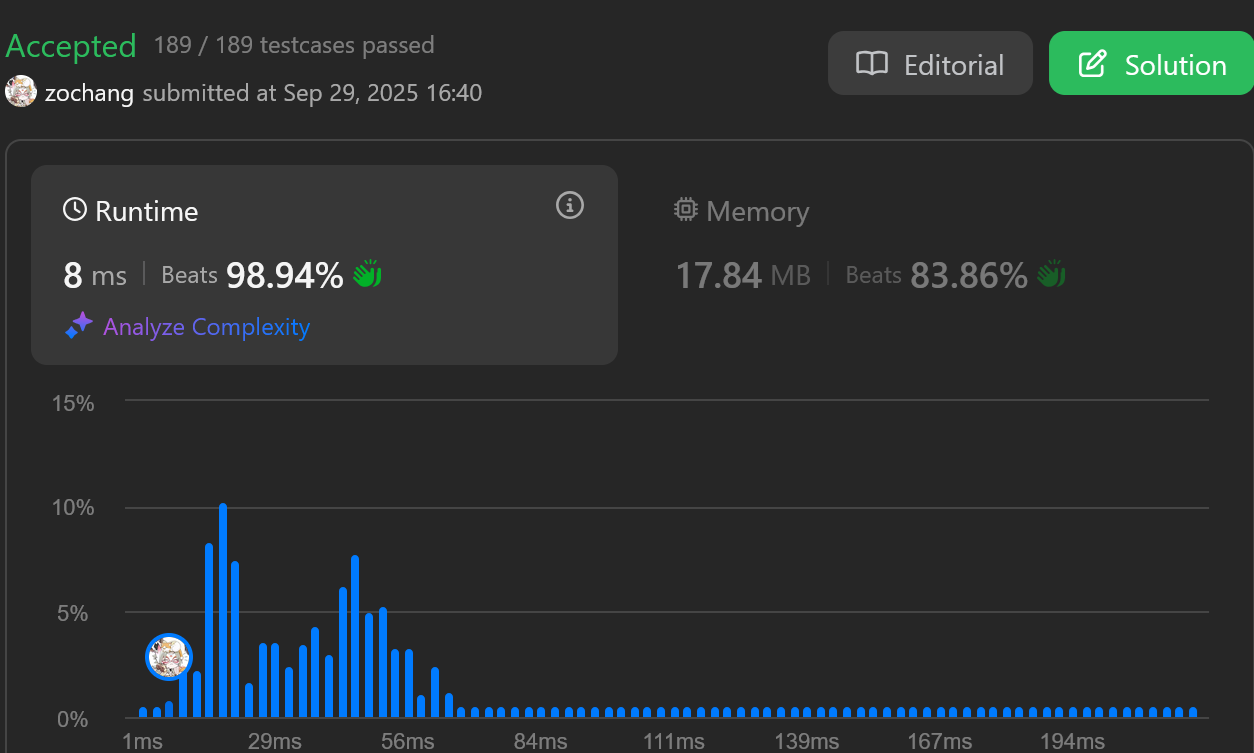 Accepted 189 / 189 testcases passed
zochang submitted at Sep 29, 2025 16:40
Editorial
Solution
Runtime
8 ms | Beats 98.94%
Analyze Complexity
Memory
17.84 MB | Beats 83.86%
15%
10%
5%
0%
1ms 29ms 56ms 84ms 111ms 139ms 167ms 194ms